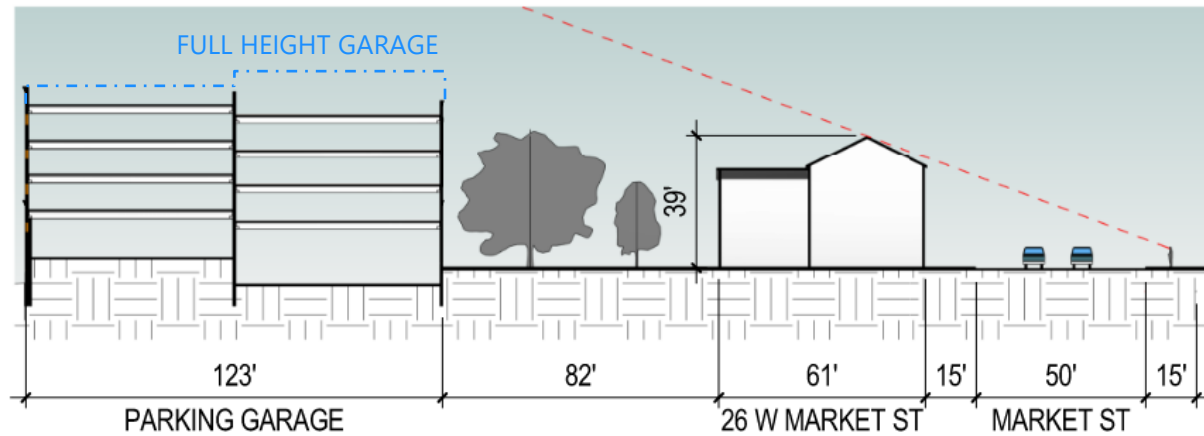 FULL HEIGHT GARAGE
39'
123'
82'
61'
15'
50'
15'
PARKING GARAGE
26 W MARKET ST
MARKET ST